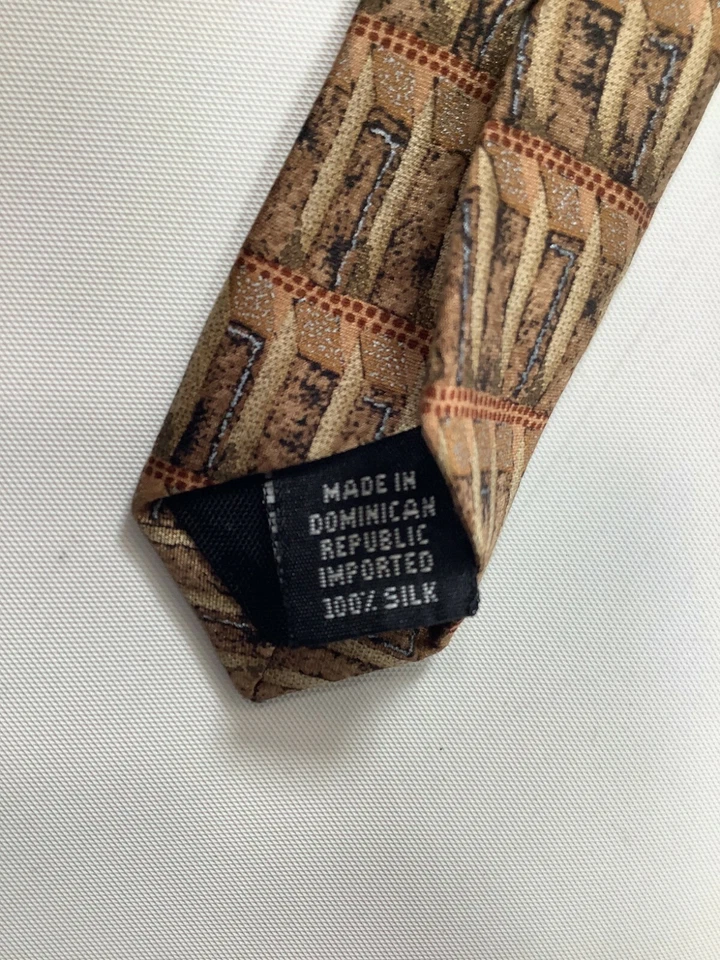 MADE IN
DOMINICAN
REPUBLIC
IMPORTED
100% SILK